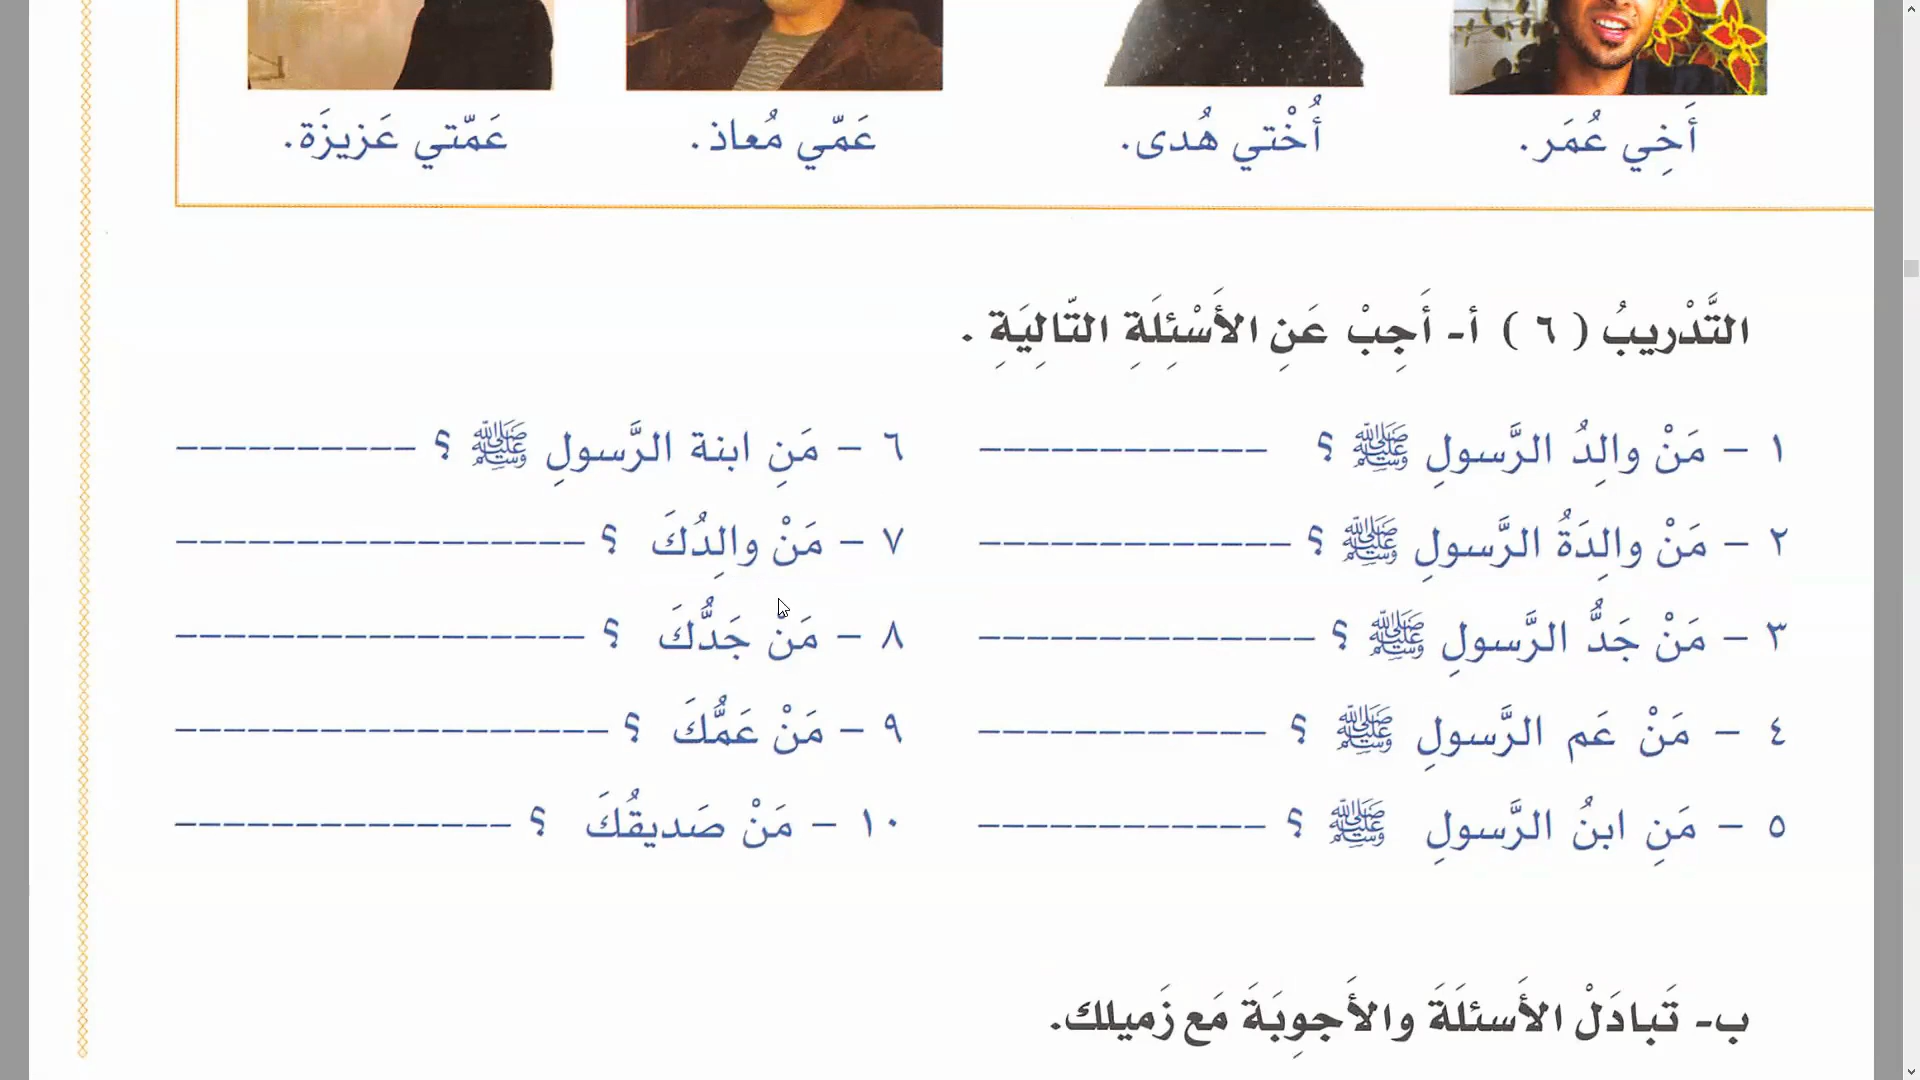 أَخِي عُمَر. أُخْتي هُدى. عَمّي مُعاذ. عَمّتي عَزيزَة.
التَّدْريبُ ( ٦ ) أ- أَجِبْ عَنِ الأَسْئِلَةِ التّالِيَةِ .
١ – مَنْ والِدُ الرَّسولِ ﷺ ؟ ------------
٢ – مَنْ والِدَةُ الرَّسولِ ﷺ ؟ -------------
٣ – مَنْ جَدُّ الرَّسولِ ﷺ ؟ --------------
٤ – مَنْ عَم الرَّسولِ ﷺ ؟ ------------
٥ – مَنِ ابنُ الرَّسولِ ﷺ ؟ ------------
٦ – مَنِ ابنة الرَّسولِ ﷺ ؟ ----------
٧ – مَنْ والِدُكَ ؟ -----------------
٨ – مَنْ جَدُّكَ ؟ -----------------
٩ – مَنْ عَمُّكَ ؟ ------------------
١٠ – مَنْ صَديقُكَ ؟ --------------
ب- تَبادَلْ الأَسئلَةَ والأَجوِبَةَ مَع زَميلك.